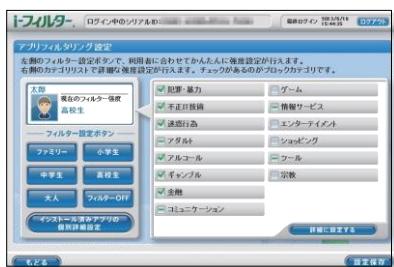 i-フィルター.
ログイン中のシリアルID:
最終ログイン 2013/5/16 15:44:35
ログアウト
アプリフィルタリング設定
左側のフィルター設定ボタンで、利用者に合わせてかんたんに強度設定が行えます。
右側のカテゴリリストで詳細な強度設定が行えます。チェックがあるのがブロックカテゴリです。
太郎
現在のフィルター強度
高校生
フィルター設定ボタン
ファミリー
小学生
中学生
高校生
大人
フィルターOFF
インストール済みアプリの
個別詳細設定
犯罪・暴力
不正IT技術
迷惑行為
アダルト
アルコール
ギャンブル
金融
コミュニケーション
ゲーム
情報サービス
エンターテイメント
ショッピング
ツール
宗教
詳細に設定する
もどる
設定保存